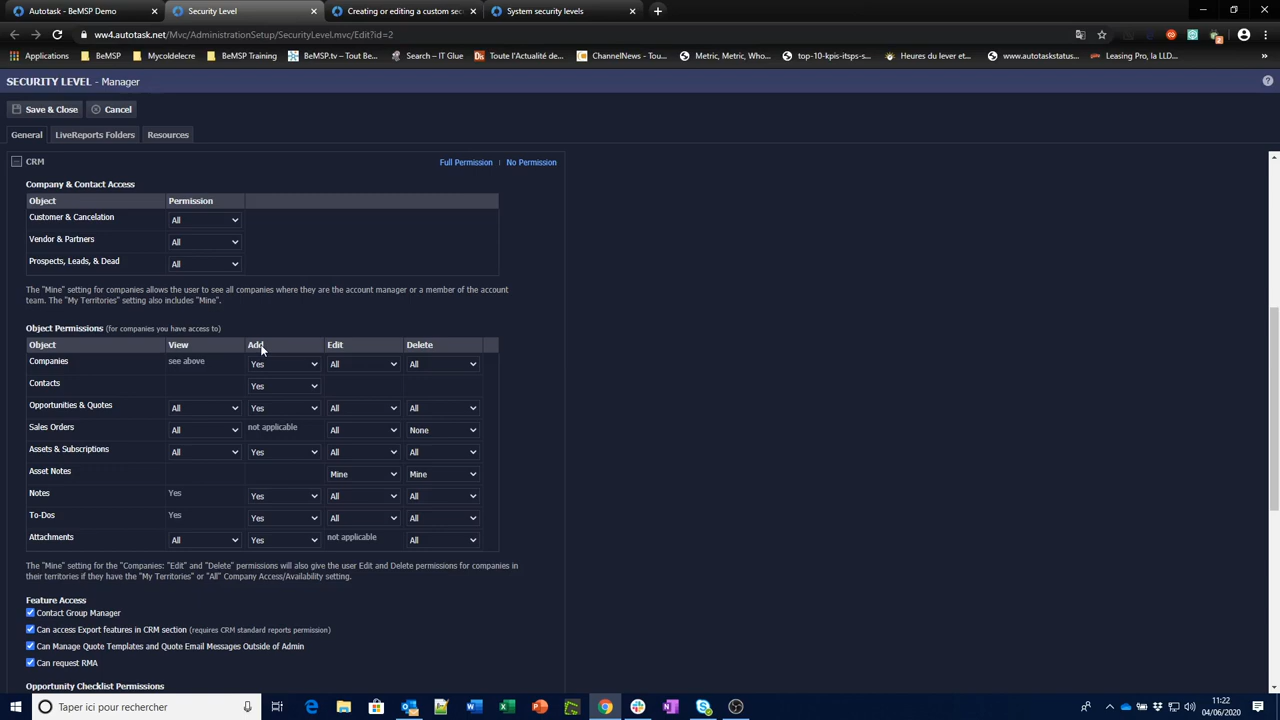 Autotask - BeMSP Demo
Security Level
Creating or editing a custom sec
System security levels
ww4.autotask.net/Mvc/AdministrationSetup/SecurityLevel.mvc/Edit?id=2
Applications
BeMSP
Mycoldelecre
BeMSP Training
BeMSP.tv – Tout Be...
Search – IT Glue
Toute l'Actualité de...
ChannelNews - Tou...
Metric, Metric, Who...
top-10-kpis-itsps-s...
Heures du lever et...
www.autotaskstatus...
Leasing Pro, la LLD...
SECURITY LEVEL - Manager
Save & Close
Cancel
General
LiveReports Folders
Resources
CRM
Full Permission | No Permission
Company & Contact Access
Object Permission
Customer & Cancelation All
Vendor & Partners All
Prospects, Leads, & Dead All
The "Mine" setting for companies allows the user to see all companies where they are the account manager or a member of the account
team. The "My Territories" setting also includes "Mine".
Object Permissions (for companies you have access to)
Object View Add Edit Delete
Companies see above Yes All All
Contacts Yes
Opportunities & Quotes All Yes All All
Sales Orders All not applicable All None
Assets & Subscriptions All Yes All All
Asset Notes Mine Mine
Notes Yes Yes All All
To-Dos Yes Yes All All
Attachments All Yes not applicable All
The "Mine" setting for the "Companies: "Edit" and "Delete" permissions will also give the user Edit and Delete permissions for companies in
their territories if they have the "My Territories" or "All" Company Access/Availability setting.
Feature Access
Contact Group Manager
Can access Export features in CRM section (requires CRM standard reports permission)
Can Manage Quote Templates and Quote Email Messages Outside of Admin
Can request RMA
Opportunity Checklist Permissions
Taper ici pour rechercher
11:22
04/06/2020